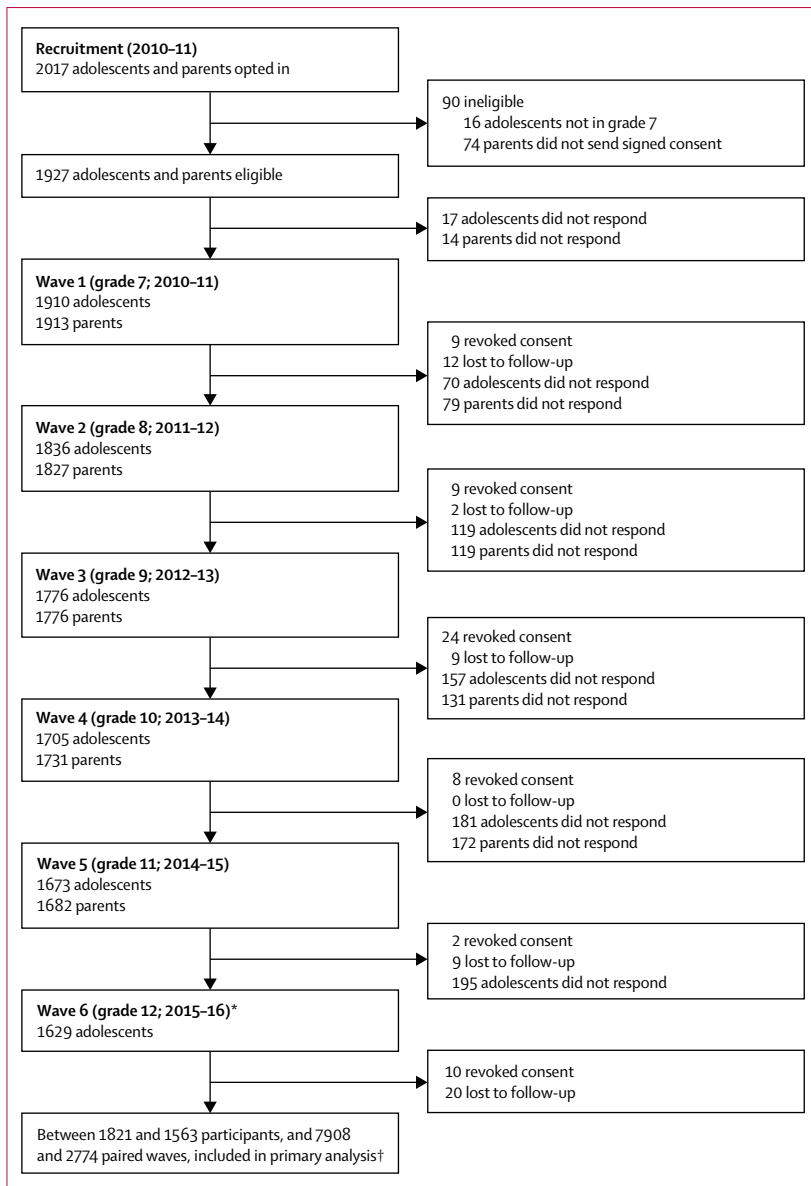 Recruitment (2010–11)
2017 adolescents and parents opted in
90 ineligible
16 adolescents not in grade 7
74 parents did not send signed consent
1927 adolescents and parents eligible
17 adolescents did not respond
14 parents did not respond
Wave 1 (grade 7; 2010–11)
1910 adolescents
1913 parents
9 revoked consent
12 lost to follow-up
70 adolescents did not respond
79 parents did not respond
Wave 2 (grade 8; 2011–12)
1836 adolescents
1827 parents
9 revoked consent
2 lost to follow-up
119 adolescents did not respond
119 parents did not respond
Wave 3 (grade 9; 2012–13)
1776 adolescents
1776 parents
24 revoked consent
9 lost to follow-up
157 adolescents did not respond
131 parents did not respond
Wave 4 (grade 10; 2013–14)
1705 adolescents
1731 parents
8 revoked consent
0 lost to follow-up
181 adolescents did not respond
172 parents did not respond
Wave 5 (grade 11; 2014–15)
1673 adolescents
1682 parents
2 revoked consent
9 lost to follow-up
195 adolescents did not respond
Wave 6 (grade 12; 2015–16)*
1629 adolescents
10 revoked consent
20 lost to follow-up
Between 1821 and 1563 participants, and 7908
and 2774 paired waves, included in primary analysis†